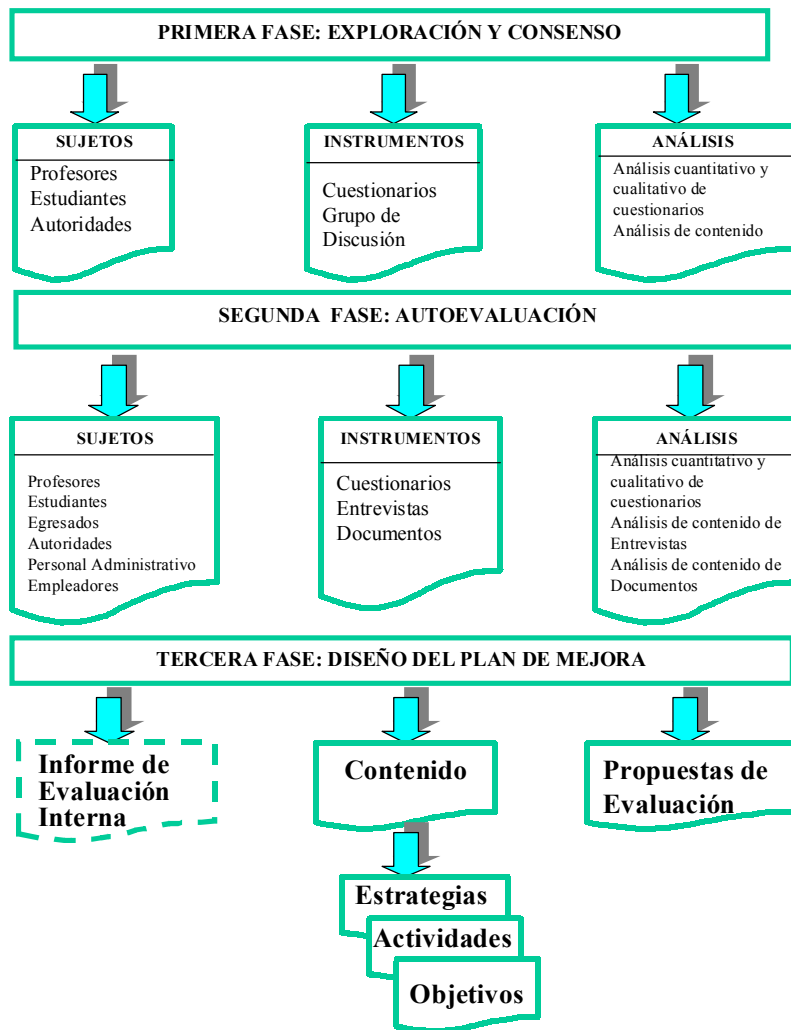 PRIMERA FASE: EXPLORACIÓN Y CONSENSO
SUJETOS
Profesores
Estudiantes
Autoridades
INSTRUMENTOS
Cuestionarios
Grupo de
Discusión
ANÁLISIS
Análisis cuantitativo y
cualitativo de
cuestionarios
Análisis de contenido
SEGUNDA FASE: AUTOEVALUACIÓN
SUJETOS
Profesores
Estudiantes
Egresados
Autoridades
Personal Administrativo
Empleadores
INSTRUMENTOS
Cuestionarios
Entrevistas
Documentos
ANÁLISIS
Análisis cuantitativo y
cualitativo de
cuestionarios
Análisis de contenido de
Entrevistas
Análisis de contenido de
Documentos
TERCERA FASE: DISEÑO DEL PLAN DE MEJORA
Informe de
Evaluación
Interna
Contenido
Propuestas de
Evaluación
Estrategias
Actividades
Objetivos